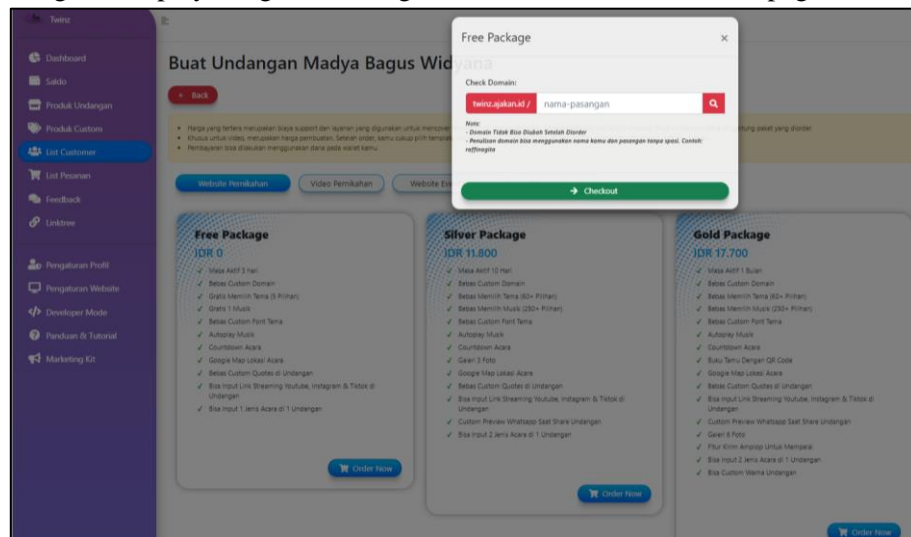 Twinz
Dashboard
Saldo
Produk Undangan
Produk Custom
List Customer
List Pesanan
Feedback
Linktree
Pengaturan Profil
Pengaturan Website
Developer Mode
Panduan & Tutorial
Marketing Kit
Buat Undangan Madya Bagus Widyana
Back
Pembayaran bisa dilakukan menggunakan dana pada walet kamu
Website Pernikahan
Video Pernikahan
Free Package
×
Check Domain:
twinz.ajakan.id /
nama-pasangan
Note:
- Domain Tidak Bisa Diubah Setelah Diorder
- Penulisan domain bisa menggunakan nama kamu dan pasangan tanpa spasi. Contoh:
raffinagita
→ Checkout
Free Package
IDR 0
Masa Aktif 3 Hari
Bebas Custom Domain
Gratis Memilih Tema (5 Pilihan)
Gratis 1 Musik
Bebas Custom Font Tema
Autoplay Musik
Countdown Acara
Google Map Lokasi Acara
Bebas Custom Quotes di Undangan
Bisa Input Link Streaming Youtube, Instagram & Tiktok di
Undangan
Bisa Input 1 Jenis Acara di 1 Undangan
Order Now
Silver Package
IDR 11.800
Masa Aktif 10 Hari
Bebas Custom Domain
Bebas Memilih Tema (60+ Pilihan)
Bebas Memilih Musik (250+ Pilihan)
Bebas Custom Font Tema
Autoplay Musik
Countdown Acara
Galeri 3 Foto
Google Map Lokasi Acara
Bebas Custom Quotes di Undangan
Bisa Input Link Streaming Youtube, Instagram & Tiktok di
Undangan
Custom Preview Whatsapp Saat Share Undangan
Bisa Input 2 Jenis Acara di 1 Undangan
Order Now
Gold Package
IDR 17.700
Masa Aktif 1 Bulan
Bebas Custom Domain
Bebas Memilih Tema (60+ Pilihan)
Bebas Memilih Musik (250+ Pilihan)
Bebas Custom Font Tema
Autoplay Musik
Countdown Acara
Buku Tamu Dengan QR Code
Google Map Lokasi Acara
Bebas Custom Quotes di Undangan
Bisa Input Link Streaming Youtube, Instagram & Tiktok di
Undangan
Custom Preview Whatsapp Saat Share Undangan
Galeri 6 Foto
Fitur Kirim Amplop Untuk Mempelai
Bisa Input 2 Jenis Acara di 1 Undangan
Bisa Custom Warna Undangan
Order Now